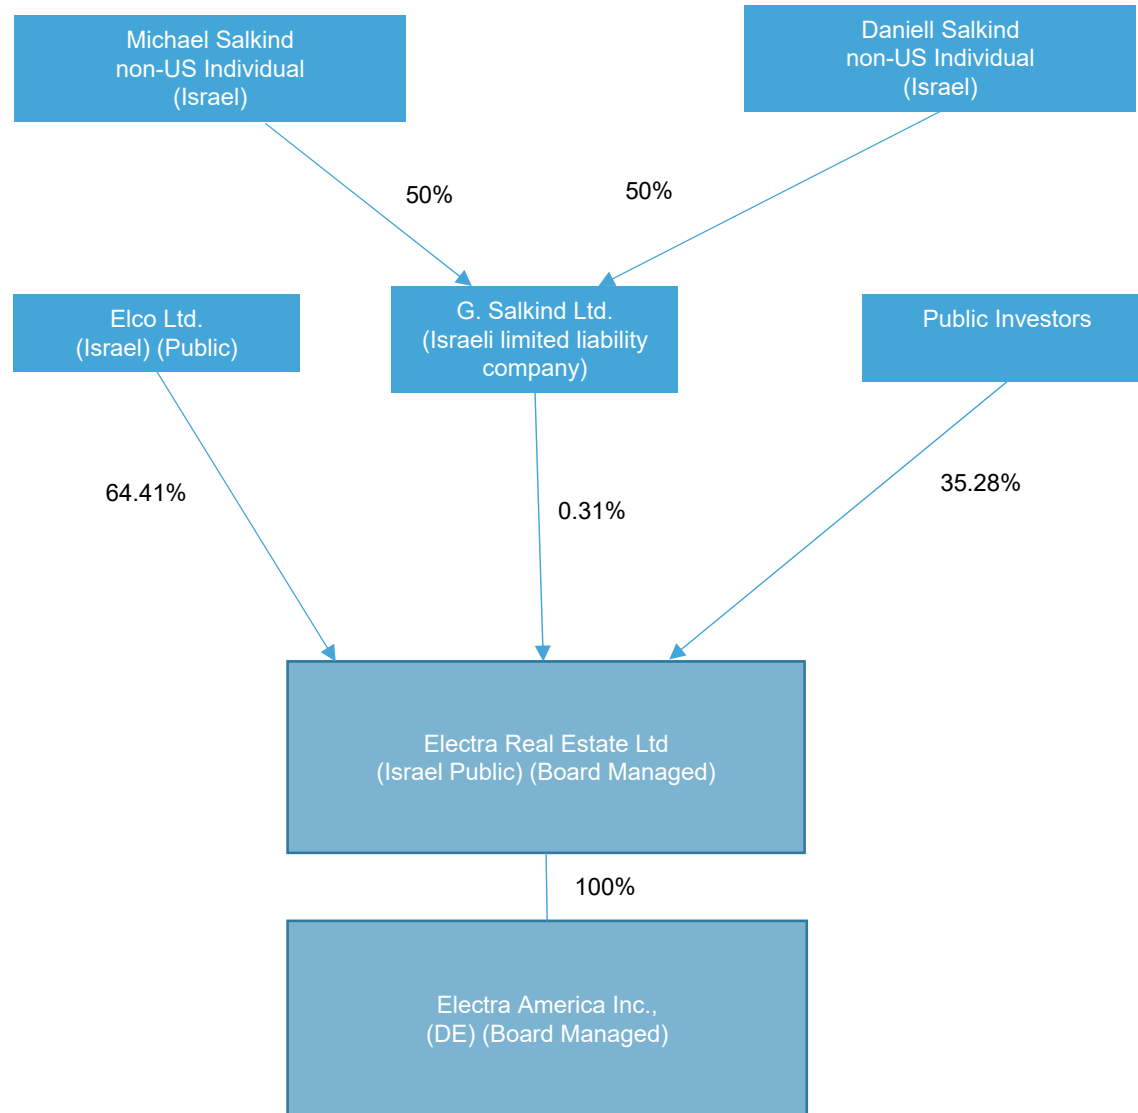 Michael Salkind
non-US Individual
(Israel)
Daniell Salkind
non-US Individual
(Israel)
50%
50%
Elco Ltd.
(Israel) (Public)
G. Salkind Ltd.
(Israeli limited liability
company)
Public Investors
64.41%
0.31%
35.28%
Electra Real Estate Ltd
(Israel Public) (Board Managed)
100%
Electra America Inc.,
(DE) (Board Managed)